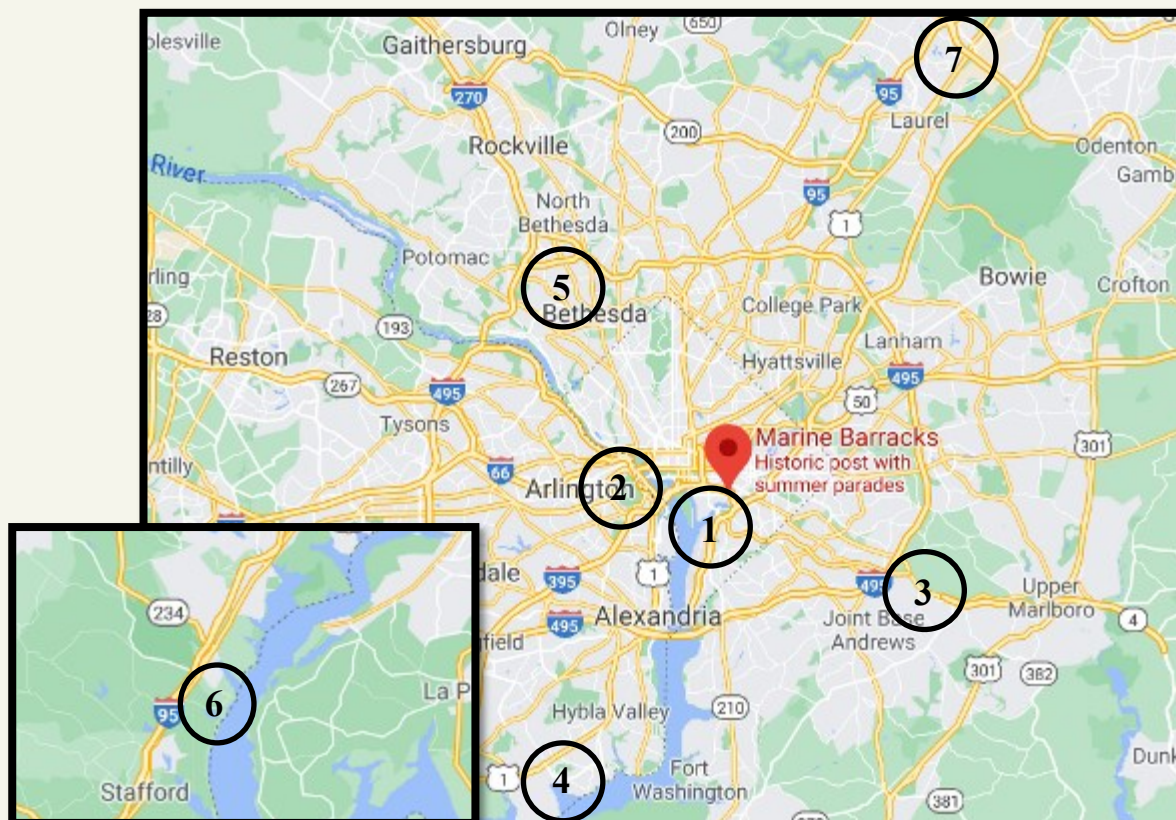 Olney
650
olesville
Gaithersburg
7
270
95
Laurel
200
Rockville
Odenton
River
Gamb
95
North
Bethesda
1
Potomac
Bowie
rling
5
Crofton
College Park
28
Bethesda
193
Lanham
Reston
Hyattsville
495
267
495
50
Tysons
Marine Barracks
301
Historic post with
summer parades
ntilly
66
Arlington
2
1
dale
395
1
495
3
Upper
Marlboro
234
Alexandria
Joint Base
Andrews
4
495
field
301
382
La P
6
210
95
Hybla Valley
Dunk
Fort
Washington
1
4
Stafford
381